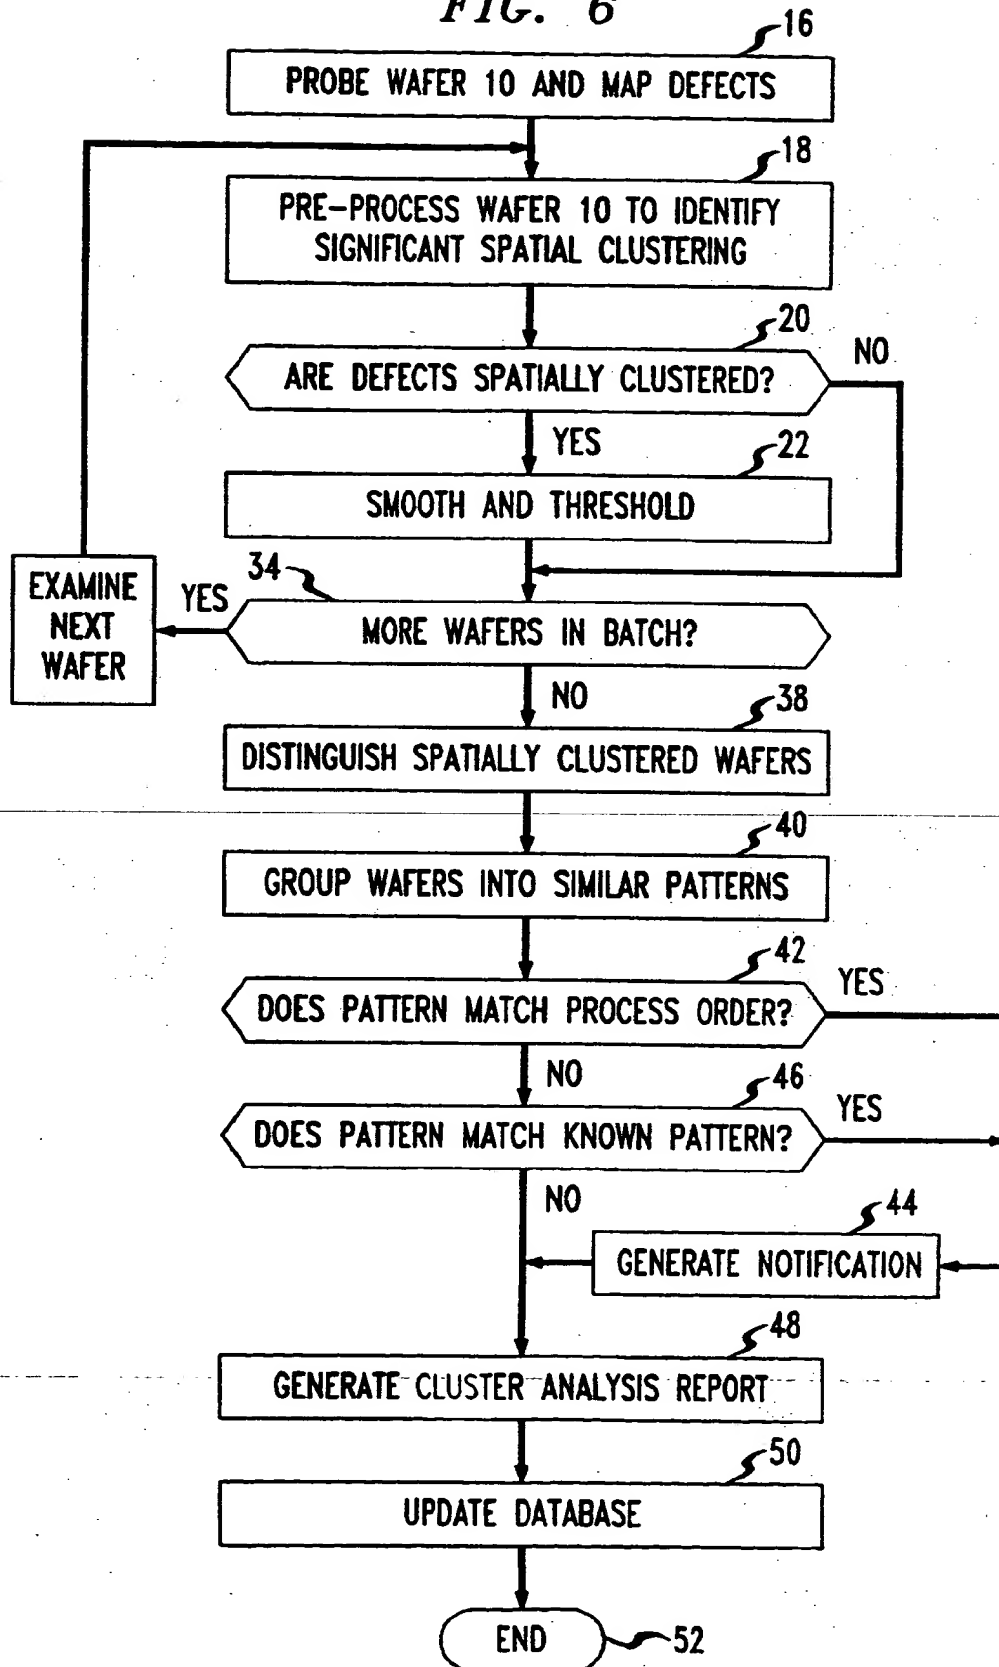 FIG. 6
16
PROBE WAFER 10 AND MAP DEFECTS
18
PRE-PROCESS WAFER 10 TO IDENTIFY
SIGNIFICANT SPATIAL CLUSTERING
20
ARE DEFECTS SPATIALLY CLUSTERED?
NO
YES
22
SMOOTH AND THRESHOLD
34
EXAMINE
NEXT
WAFER
YES
MORE WAFERS IN BATCH?
NO
38
DISTINGUISH SPATIALLY CLUSTERED WAFERS
40
GROUP WAFERS INTO SIMILAR PATTERNS
42
DOES PATTERN MATCH PROCESS ORDER?
YES
NO
46
DOES PATTERN MATCH KNOWN PATTERN?
YES
NO
44
GENERATE NOTIFICATION
48
GENERATE CLUSTER ANALYSIS REPORT
50
UPDATE DATABASE
END
52